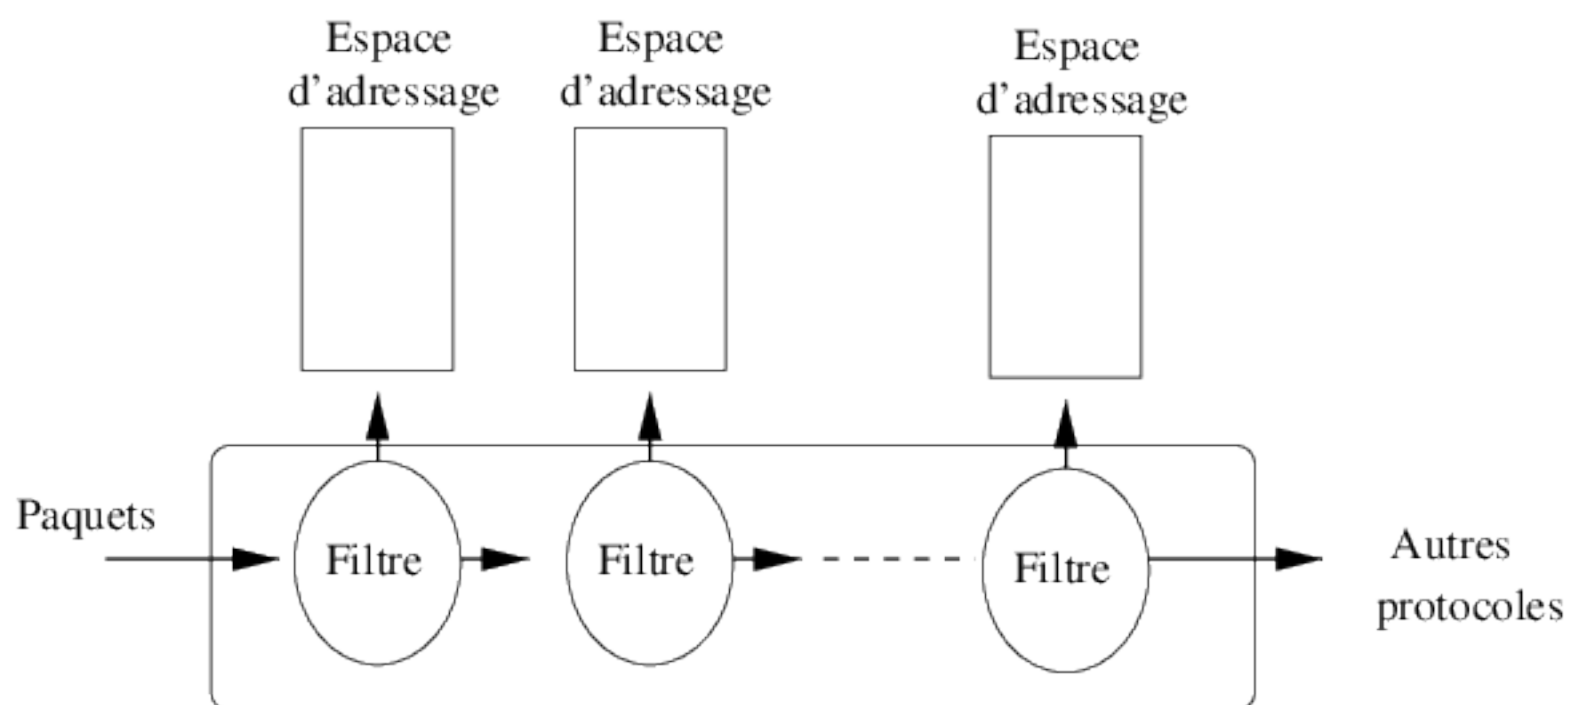 Espace
d'adressage
Espace
d'adressage
Espace
d'adressage
Paquets
Filtre
Filtre
Filtre
Autres
protocoles